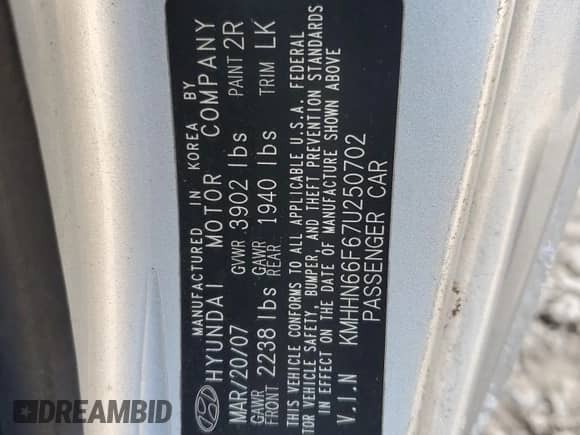 MANUFACTURED IN KOREA BY
HYUNDAI MOTOR COMPANY
MAR/20/07 GVWR 3902 lbs PAINT 2R
GAWR FRONT 2238 lbs GAWR REAR 1940 lbs TRIM LK
THIS VEHICLE CONFORMS TO ALL APPLICABLE U.S.A. FEDERAL
TOR VEHICLE SAFETY, BUMPER, AND THEFT PREVENTION STANDARDS
IN EFFECT ON THE DATE OF MANUFACTURE SHOWN ABOVE
V.I.N KMHHN66F67U250702
PASSENGER CAR
DREAMBID